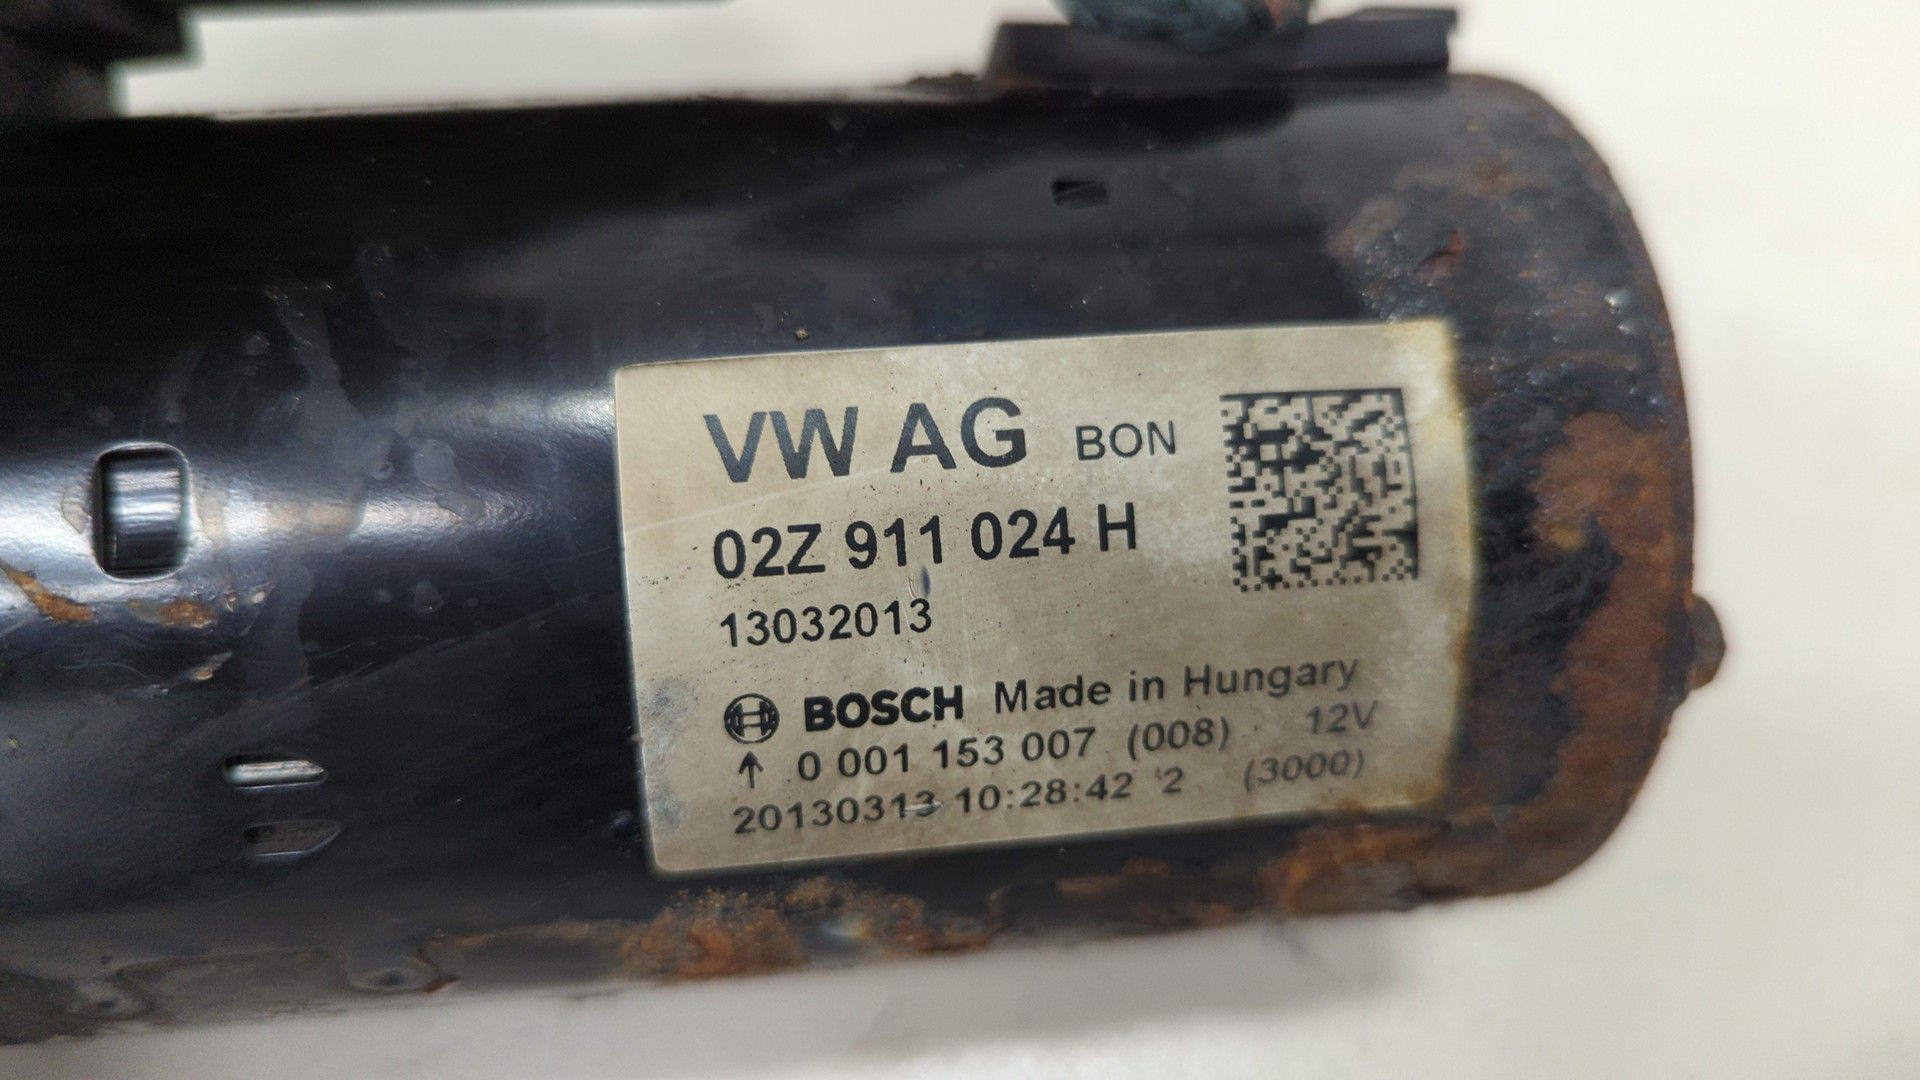 VW AG BON
02Z 911 024 H
13032013
BOSCH Made in Hungary
↑ 0 001 153 007 (008) 12V
20130313 10:28:42 2 (3000)